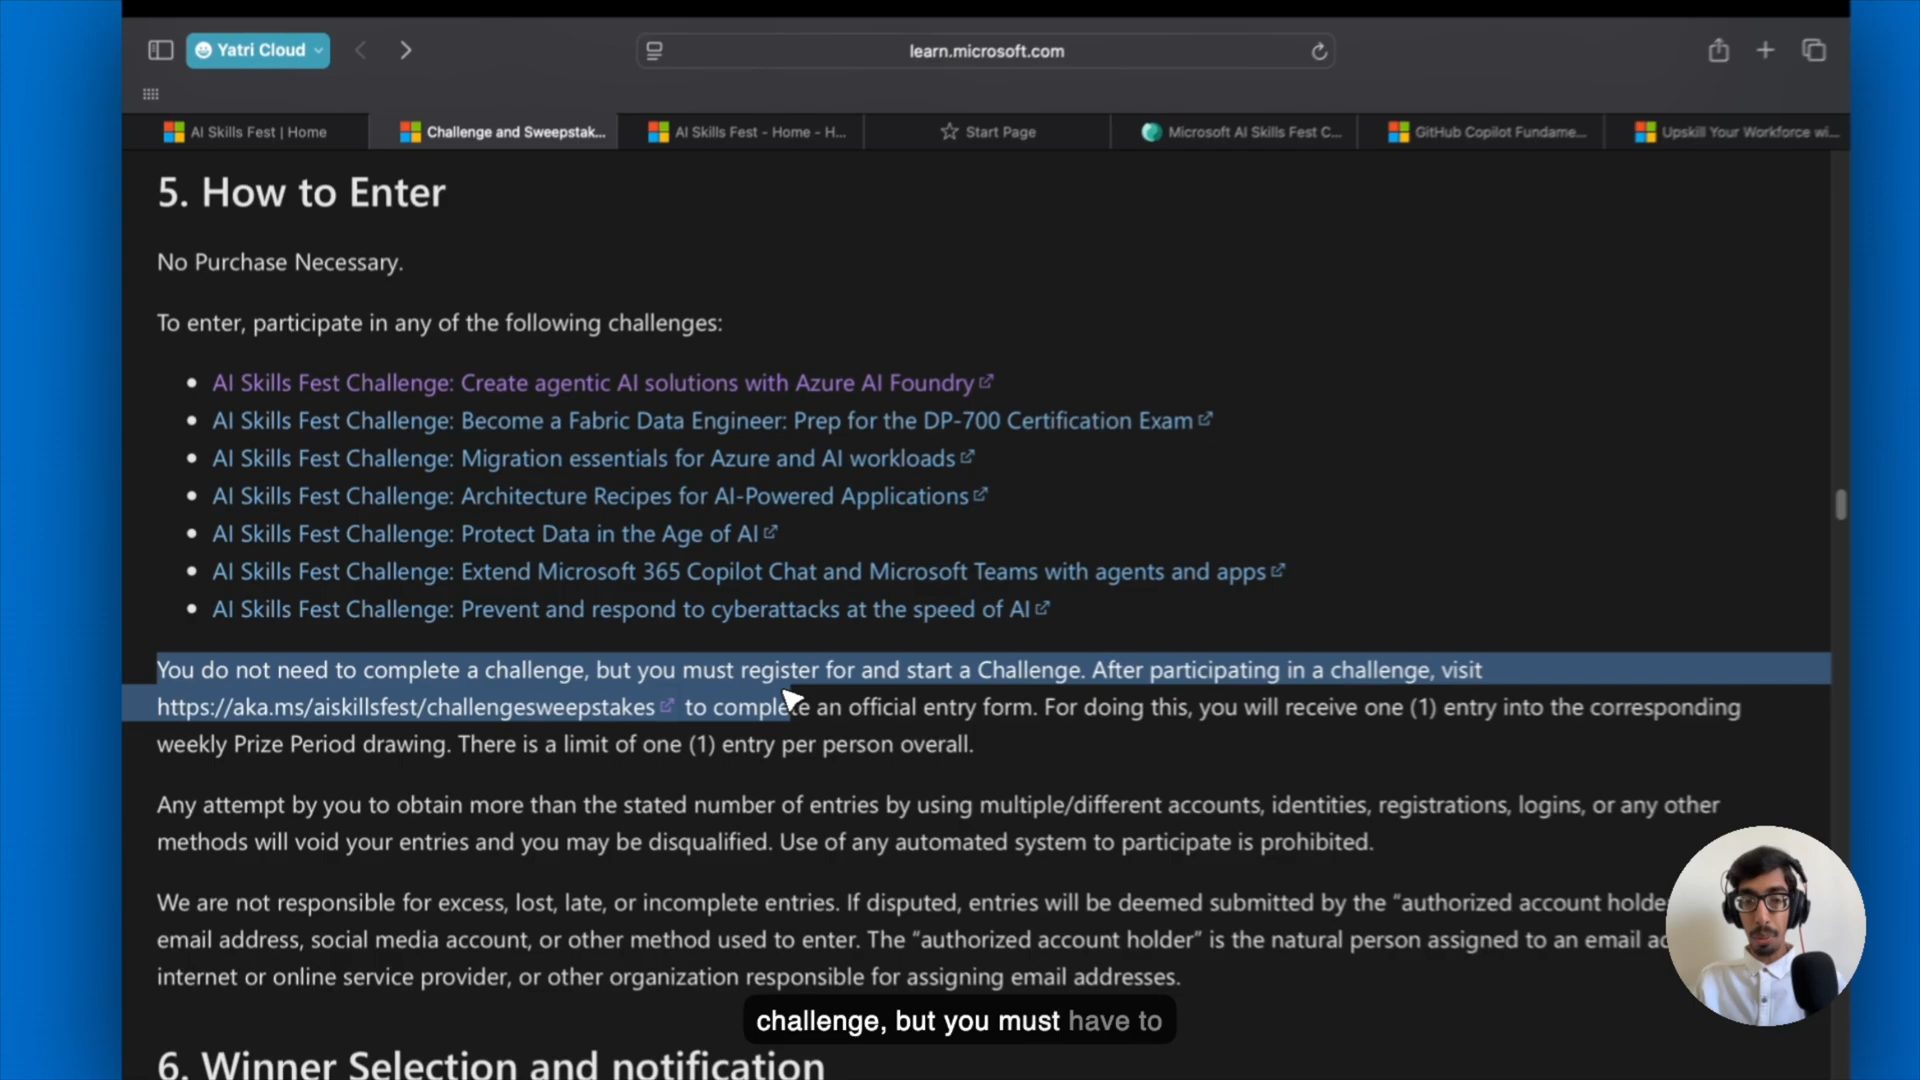 Yatri Cloud
learn.microsoft.com
AI Skills Fest | Home
Challenge and Sweepstak...
AI Skills Fest - Home - H...
Start Page
Microsoft AI Skills Fest C...
GitHub Copilot Fundame...
Upskill Your Workforce wi...
5. How to Enter
No Purchase Necessary.
To enter, participate in any of the following challenges:
• AI Skills Fest Challenge: Create agentic AI solutions with Azure AI Foundry
• AI Skills Fest Challenge: Become a Fabric Data Engineer: Prep for the DP-700 Certification Exam
• AI Skills Fest Challenge: Migration essentials for Azure and AI workloads
• AI Skills Fest Challenge: Architecture Recipes for AI-Powered Applications
• AI Skills Fest Challenge: Protect Data in the Age of AI
• AI Skills Fest Challenge: Extend Microsoft 365 Copilot Chat and Microsoft Teams with agents and apps
• AI Skills Fest Challenge: Prevent and respond to cyberattacks at the speed of AI
You do not need to complete a challenge, but you must register for and start a Challenge. After participating in a challenge, visit
https://aka.ms/aiskillsfest/challengesweepstakes to complete an official entry form. For doing this, you will receive one (1) entry into the corresponding
weekly Prize Period drawing. There is a limit of one (1) entry per person overall.
Any attempt by you to obtain more than the stated number of entries by using multiple/different accounts, identities, registrations, logins, or any other
methods will void your entries and you may be disqualified. Use of any automated system to participate is prohibited.
We are not responsible for excess, lost, late, or incomplete entries. If disputed, entries will be deemed submitted by the “authorized account holde
email address, social media account, or other method used to enter. The “authorized account holder” is the natural person assigned to an email
internet or online service provider, or other organization responsible for assigning email addresses.
challenge, but you must have to
6. Winner Selection and notification